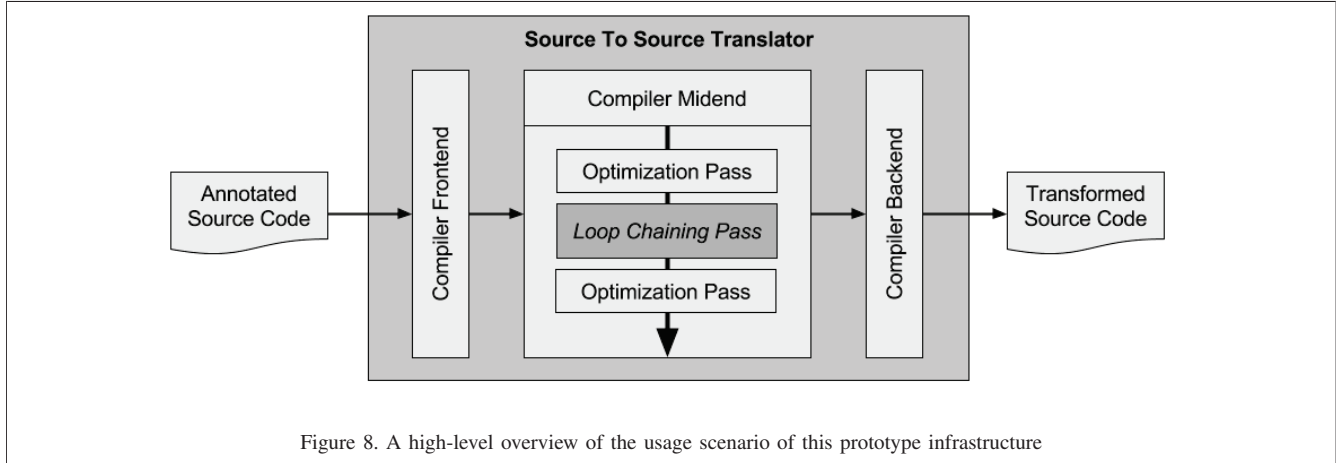 Source To Source Translator
Annotated
Source Code
Compiler Frontend
Compiler Midend
Optimization Pass
Loop Chaining Pass
Optimization Pass
Compiler Backend
Transformed
Source Code
Figure 8. A high-level overview of the usage scenario of this prototype infrastructure